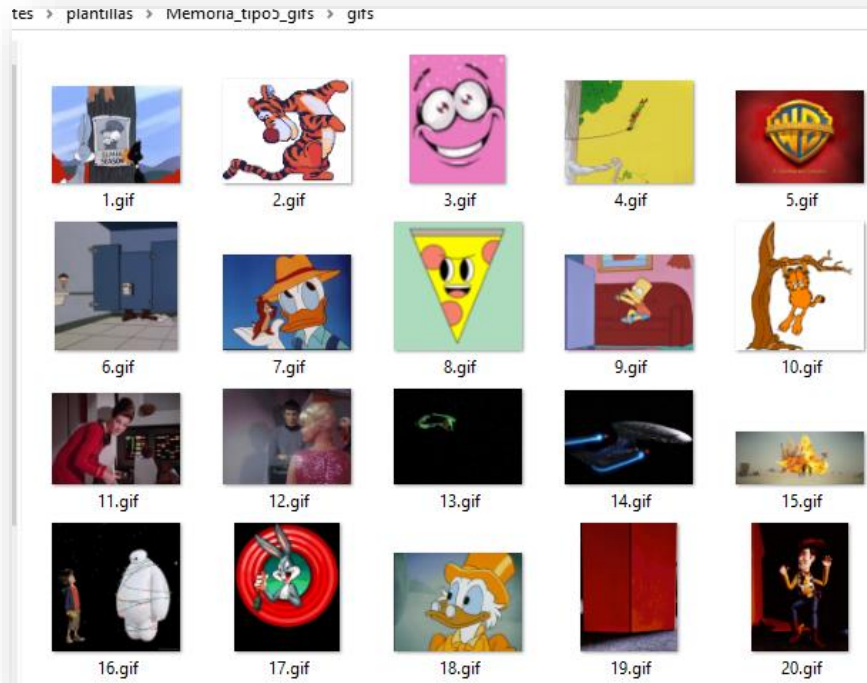 tes > plantillas > Memoria_tipo5_gifs > gifs
SEASON
1.gif 2.gif 3.gif 4.gif 5.gif
6.gif 7.gif 8.gif 9.gif 10.gif
11.gif 12.gif 13.gif 14.gif 15.gif
16.gif 17.gif 18.gif 19.gif 20.gif